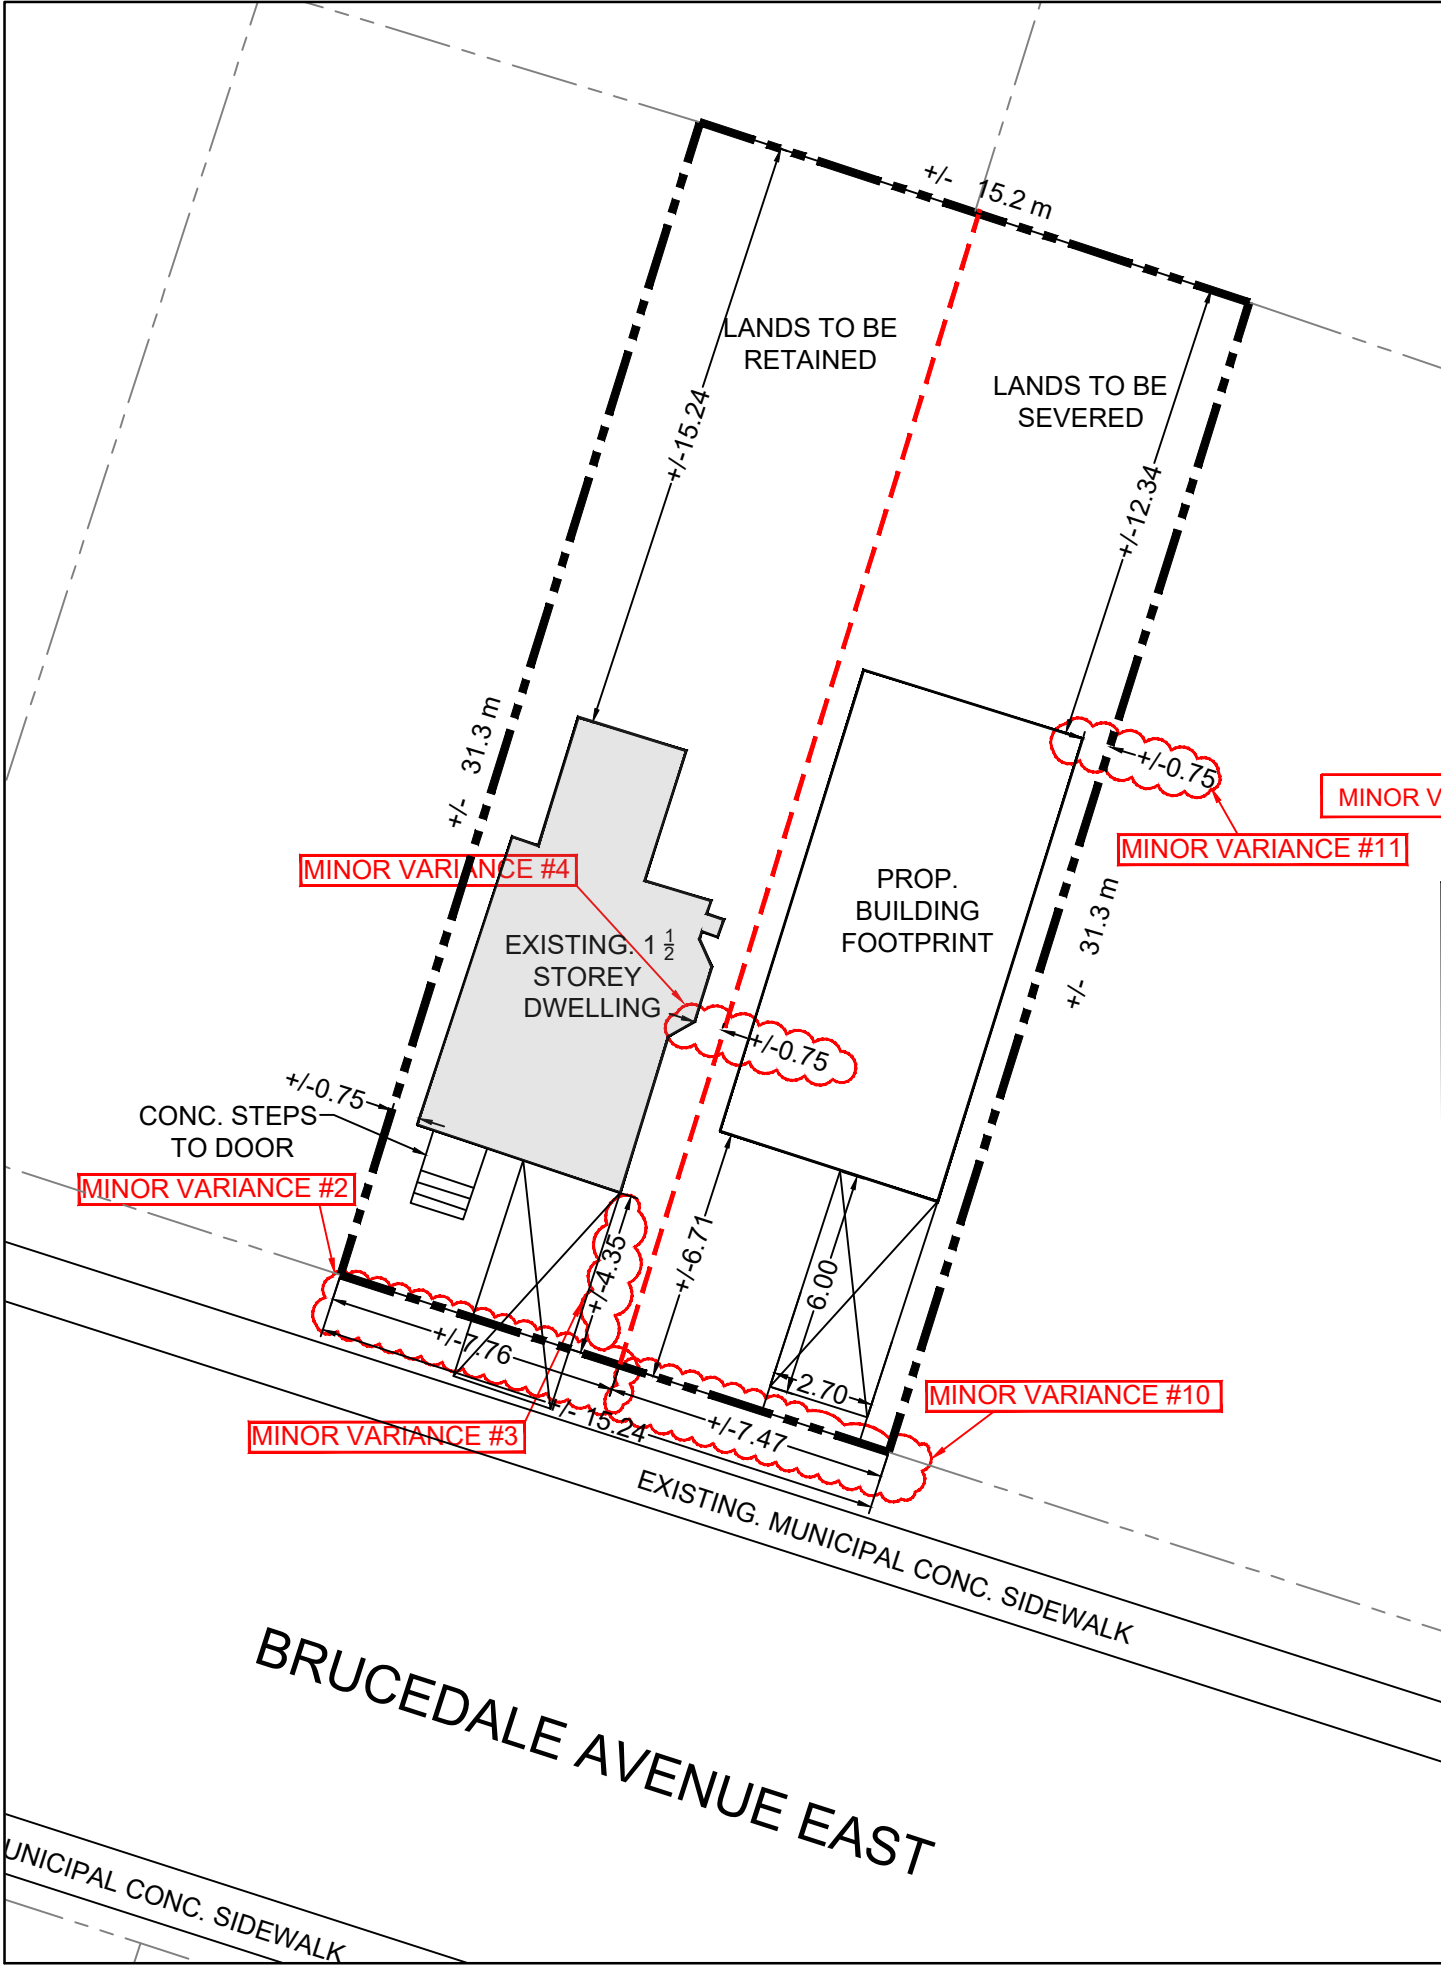 +/- 15.2 m
LANDS TO BE
RETAINED
LANDS TO BE
SEVERED
+/-15.24
+/-12.34
+/- 31.3 m
+/-0.75
MINOR V
MINOR VARIANCE #11
MINOR VARIANCE #4
PROP.
BUILDING
FOOTPRINT
+/- 31.3 m
EXISTING. 1 1/2
STOREY
DWELLING
+/-0.75
+/-0.75
CONC. STEPS
TO DOOR
MINOR VARIANCE #2
+/-4.35
+/-6.71
6.00
+/-7.76
2.70
MINOR VARIANCE #10
+/- 15.24
+/-7.47
MINOR VARIANCE #3
EXISTING. MUNICIPAL CONC. SIDEWALK
BRUCEDALE AVENUE EAST
UNICIPAL CONC. SIDEWALK